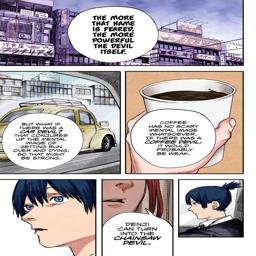 THE MORE
THAT NAME
IS FEARED,
THE MORE
POWERFUL
THE DEVIL
ITSELF.
BUT WHAT IF
THERE WAS A
CAR DEVIL?
THAT CONJURES
UP THE MENTAL
IMAGE OF
GETTING RUN
OVER AND DYING,
SO THAT MIGHT
BE STRONG.
COFFEE
HAS NO SCARY
MENTAL IMAGE
WHATSOEVER.
IF THERE WAS A
COFFEE DEVIL,
IT WOULD
PROBABLY
BE WEAK.
DENJI
CAN TURN
INTO THE
CHAINSAW
DEVIL.